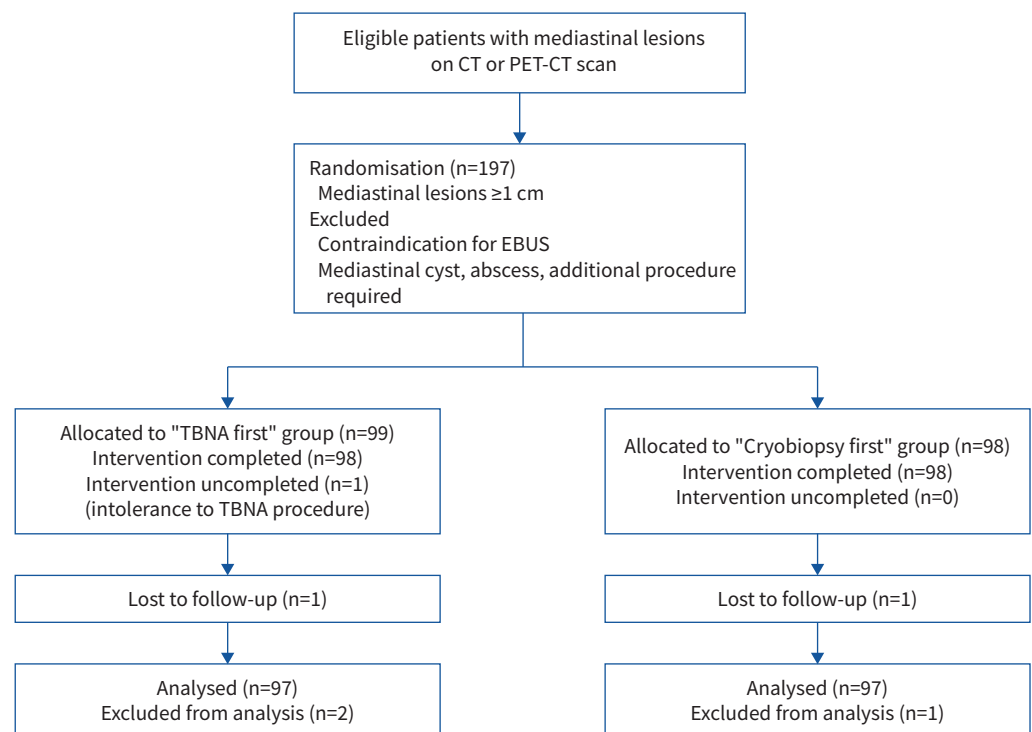 Eligible patients with mediastinal lesions
on CT or PET-CT scan
Randomisation (n=197)
Mediastinal lesions ≥1 cm
Excluded
Contraindication for EBUS
Mediastinal cyst, abscess, additional procedure
required
Allocated to "TBNA first" group (n=99)
Intervention completed (n=98)
Intervention uncompleted (n=1)
(intolerance to TBNA procedure)
Allocated to "Cryobiopsy first" group (n=98)
Intervention completed (n=98)
Intervention uncompleted (n=0)
Lost to follow-up (n=1)
Lost to follow-up (n=1)
Analysed (n=97)
Excluded from analysis (n=2)
Analysed (n=97)
Excluded from analysis (n=1)